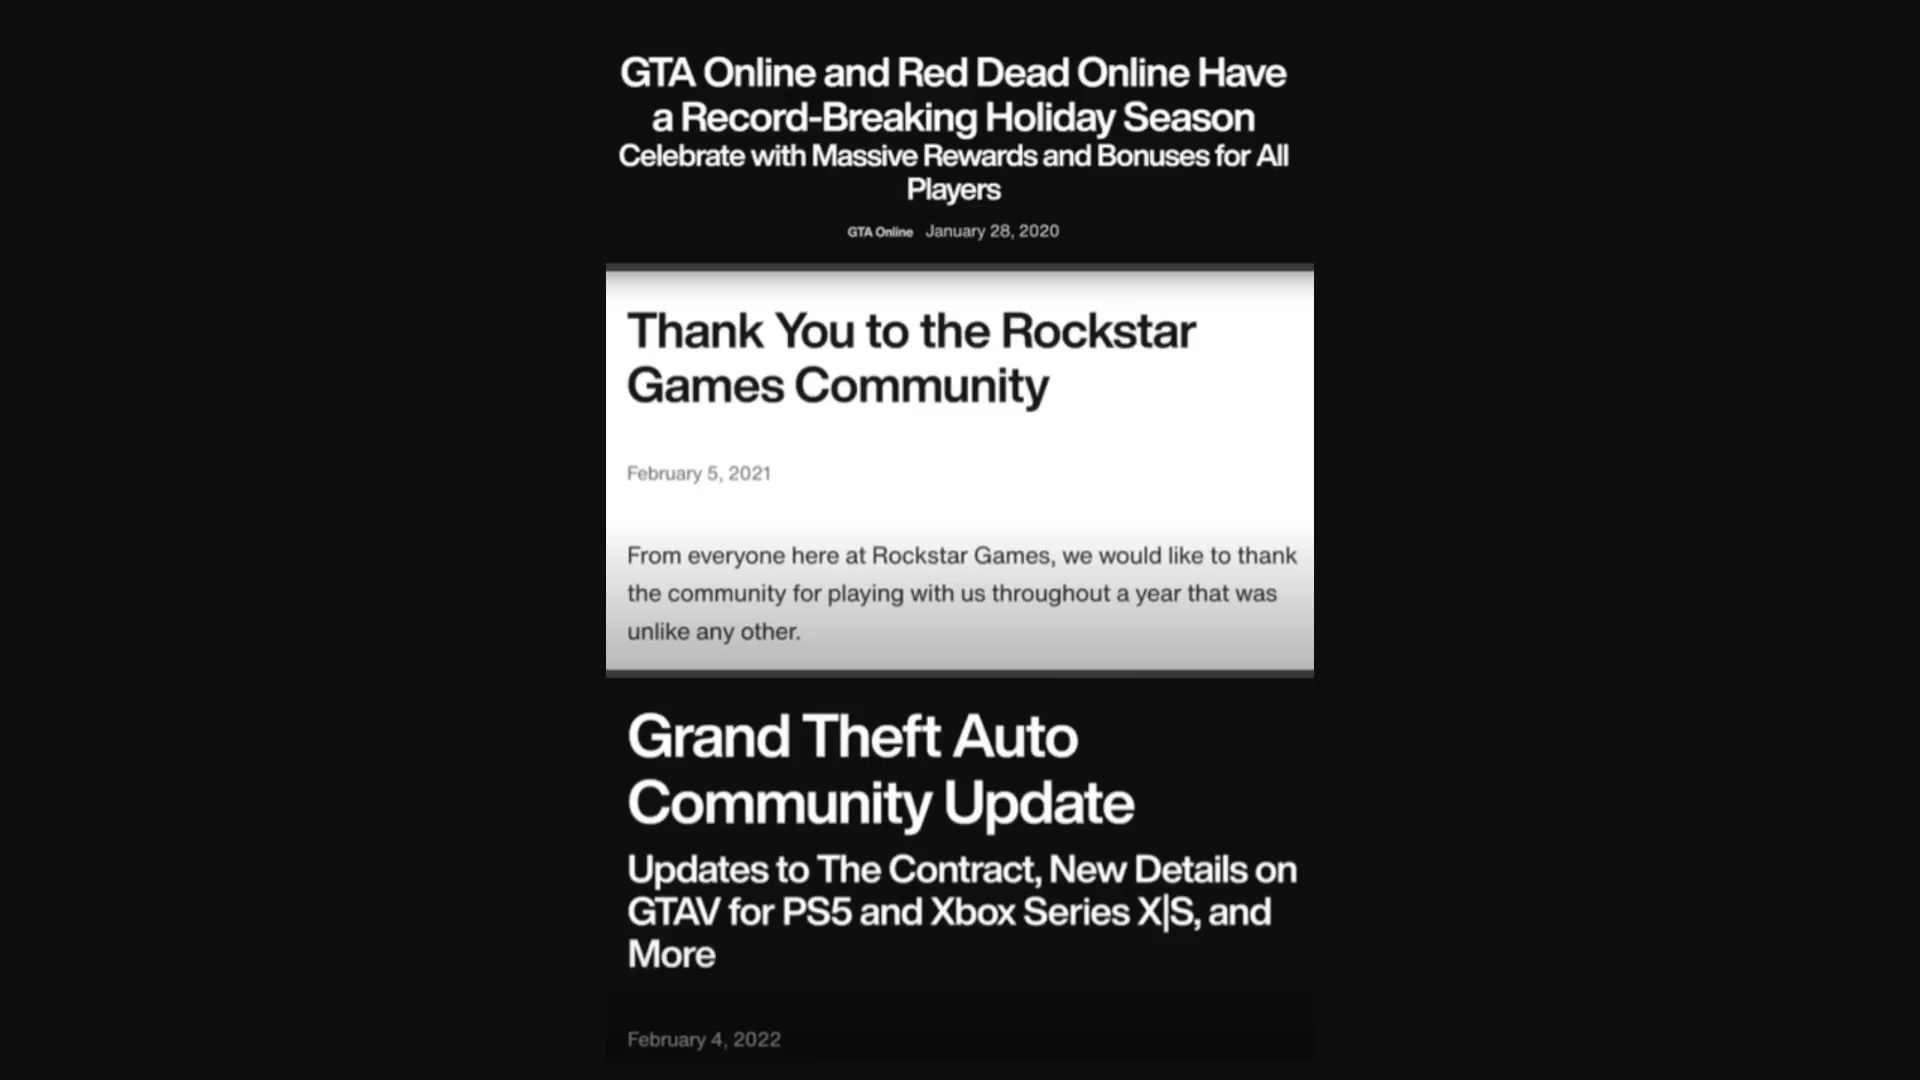 GTA Online and Red Dead Online Have
a Record-Breaking Holiday Season
Celebrate with Massive Rewards and Bonuses for All
Players
GTA Online January 28, 2020
Thank You to the Rockstar
Games Community
February 5, 2021
From everyone here at Rockstar Games, we would like to thank
the community for playing with us throughout a year that was
unlike any other.
Grand Theft Auto
Community Update
Updates to The Contract, New Details on
GTAV for PS5 and Xbox Series X|S, and
More
February 4, 2022